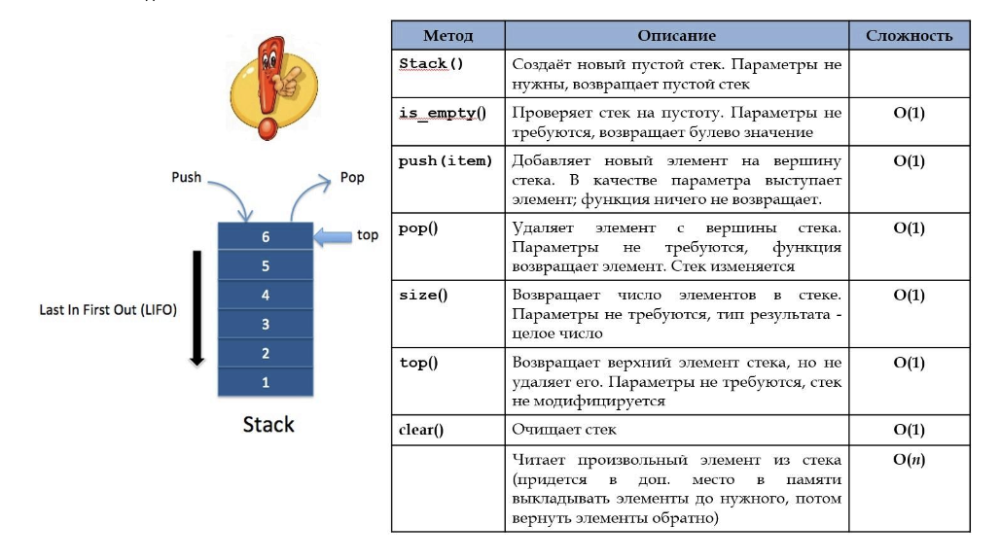 Push
Pop
6
top
5
4
3
2
1
Last In First Out (LIFO)
Stack
Метод Описание Сложность
Stack() Создаёт новый пустой стек. Параметры не
нужны, возвращает пустой стек
is_empty() Проверяет стек на пустоту. Параметры не O(1)
требуются, возвращает булево значение
push(item) Добавляет новый элемент на вершину O(1)
стека. В качестве параметра выступает
элемент; функция ничего не возвращает.
pop() Удаляет элемент с вершины стека. O(1)
Параметры не требуются, функция
возвращает элемент. Стек изменяется
size() Возвращает число элементов в стеке. O(1)
Параметры не требуются, тип результата -
целое число
top() Возвращает верхний элемент стека, но не O(1)
удаляет его. Параметры не требуются, стек
не модифицируется
clear() Очищает стек O(1)
Читает произвольный элемент из стека O(n)
(придется в доп. место в памяти
выкладывать элементы до нужного, потом
вернуть элементы обратно)